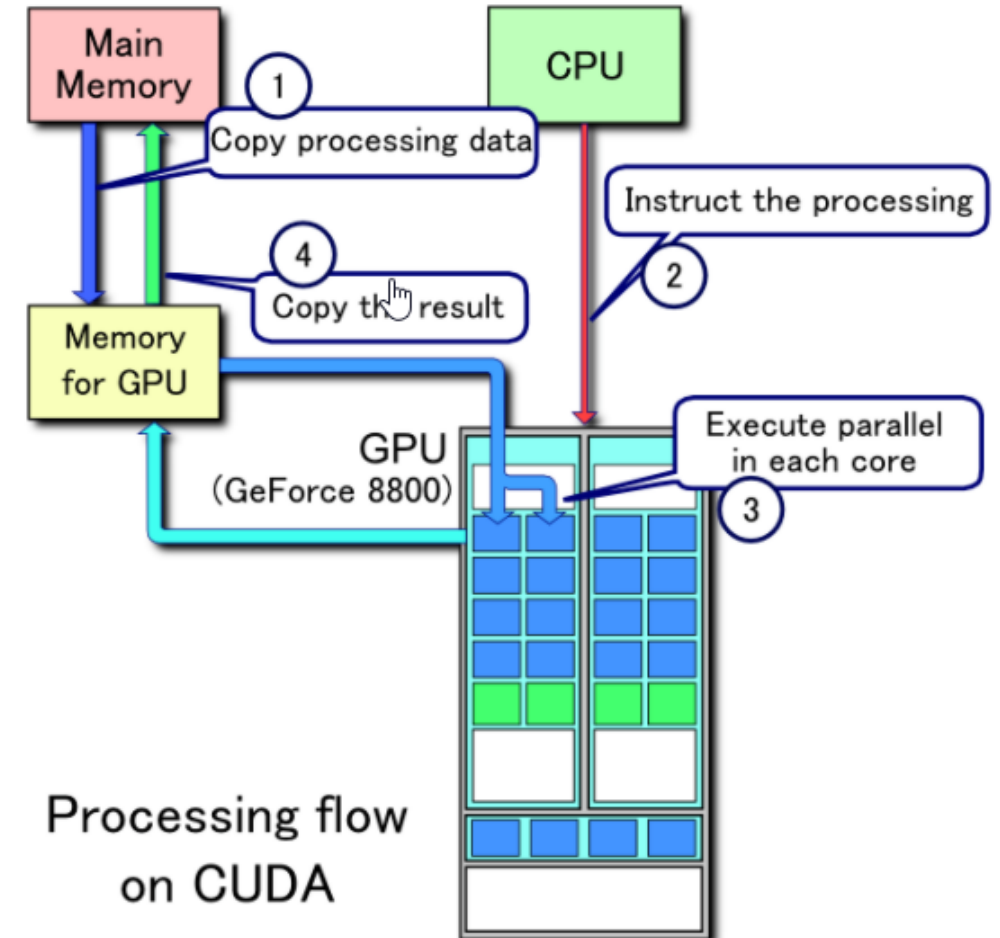 Main
Memory
CPU
1
Copy processing data
Instruct the processing
2
4
Copy the result
Memory
for GPU
GPU
(GeForce 8800)
Execute parallel
in each core
3
Processing flow
on CUDA